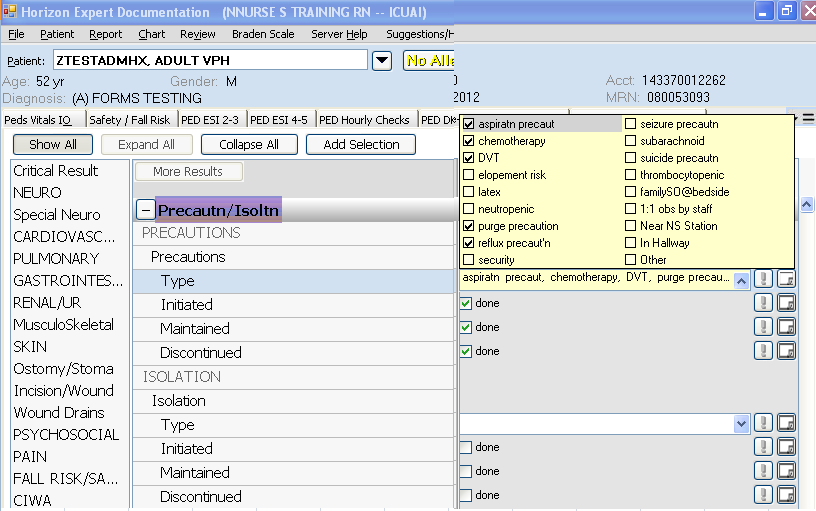 Horizon Expert Documentation (NNURSE S TRAINING RN -- ICUAI)
File Patient Report Chart Review Braden Scale Server Help Suggestions/H
Patient: ZTESTADMHX, ADULT VPH No Alle
Age: 52 yr Gender: M Acct: 143370012262
Diagnosis: (A) FORMS TESTING 2012 MRN: 080053093
Peds Vitals IO Safety / Fall Risk PED ESI 2-3 PED ESI 4-5 PED Hourly Checks PED Dk
Show All Expand All Collapse All Add Selection
aspiratn precaut seizure precautn
chemotherapy subarachnoid
DVT suicide precautn
elopement risk thrombocytopenic
latex familySO@bedside
neutropenic 1:1 obs by staff
purge precaution Near NS Station
reflux precaut'n In Hallway
security Other
aspiratn precaut, chemotherapy, DVT, purge precau...
Critical Result
NEURO
Special Neuro
CARDIOVASC...
PULMONARY
GASTROINTES...
RENAL/UR
MusculoSkeletal
SKIN
Ostomy/Stoma
Incision/Wound
Wound Drains
PSYCHOSOCIAL
PAIN
FALL RISK/SA...
CIWA
More Results
Precautn/Isoltn
PRECAUTIONS
Precautions
Type
Initiated done
Maintained done
Discontinued done
ISOLATION
Isolation
Type
Initiated done
Maintained done
Discontinued done